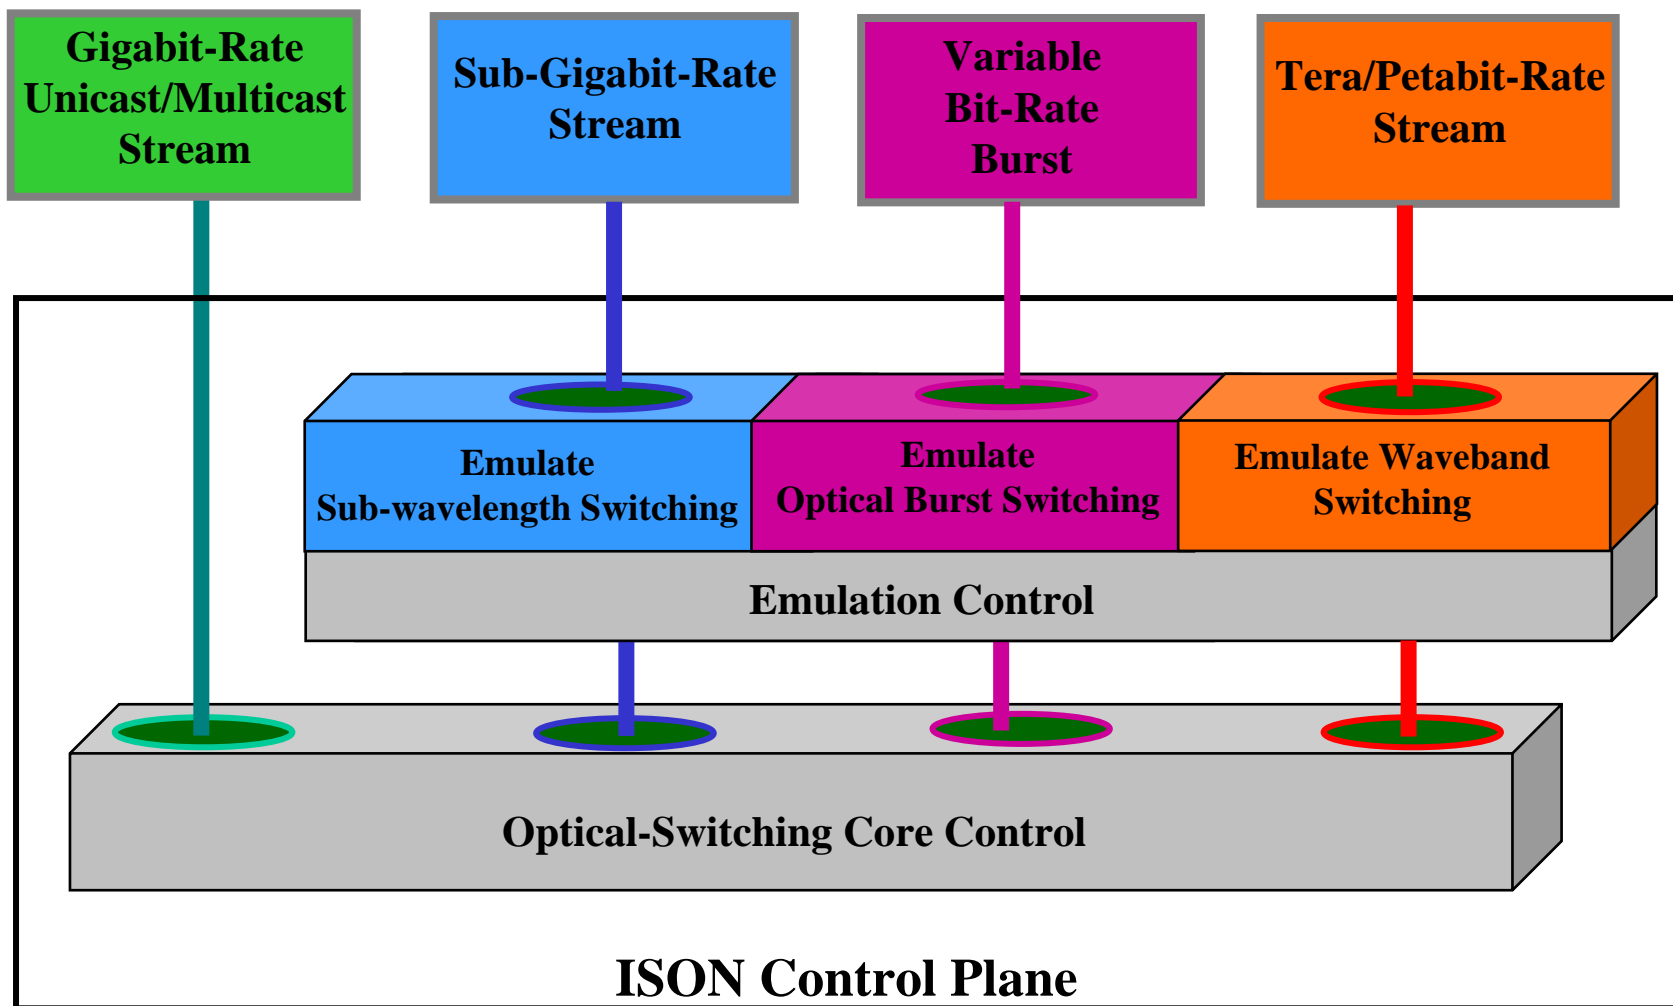 Gigabit-Rate
Unicast/Multicast
Stream
Sub-Gigabit-Rate
Stream
Variable
Bit-Rate
Burst
Tera/Petabit-Rate
Stream
Emulate
Sub-wavelength Switching
Emulate
Optical Burst Switching
Emulate Waveband
Switching
Emulation Control
Optical-Switching Core Control
ISON Control Plane